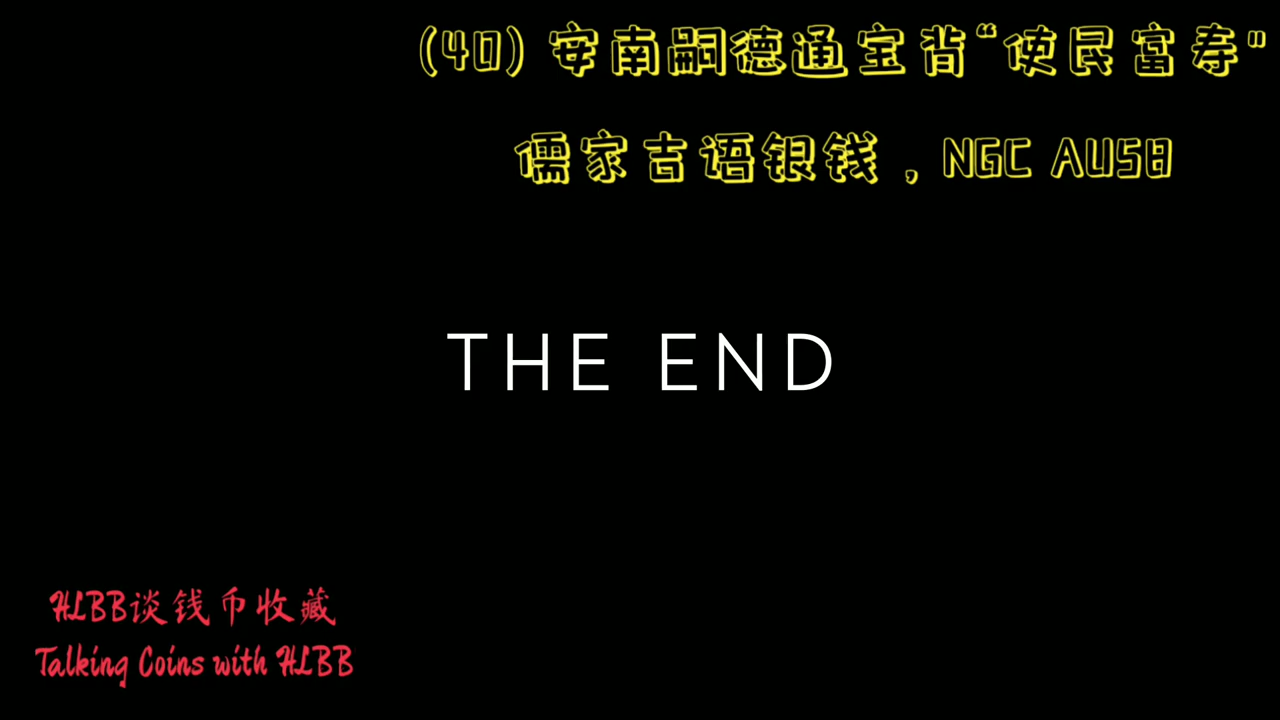 (40) 安南嗣德通宝背“使民富寿"
儒家吉语银钱，NGC AU58
THE END
HLBB谈钱币收藏
Talking Coins with HLBB